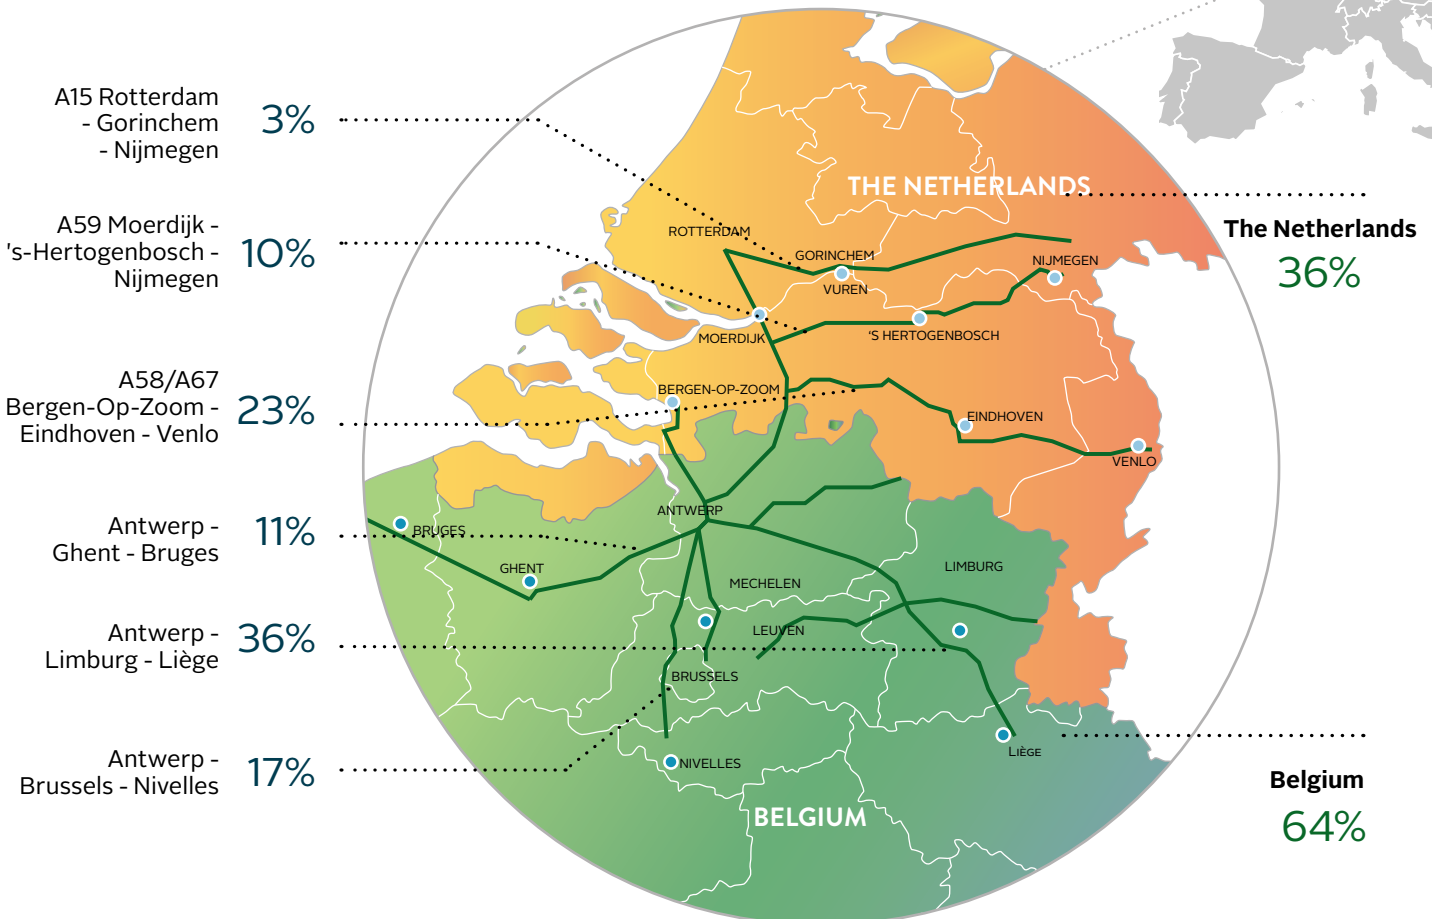 A15 Rotterdam
- Gorinchem
- Nijmegen
3%
A59 Moerdijk -
's-Hertogenbosch -
Nijmegen
10%
A58/A67
Bergen-Op-Zoom -
Eindhoven - Venlo
23%
Antwerp -
Ghent - Bruges
11%
Antwerp -
Limburg - Liège
36%
Antwerp -
Brussels - Nivelles
17%
THE NETHERLANDS
ROTTERDAM
GORINCHEM
VUREN
NIJMEGEN
MOERDIJK
'S HERTOGENBOSCH
BERGEN-OP-ZOOM
EINDHOVEN
VENLO
ANTWERP
BRUGES
GHENT
MECHELEN
LIMBURG
LEUVEN
BRUSSELS
NIVELLES
LIÈGE
BELGIUM
The Netherlands
36%
Belgium
64%